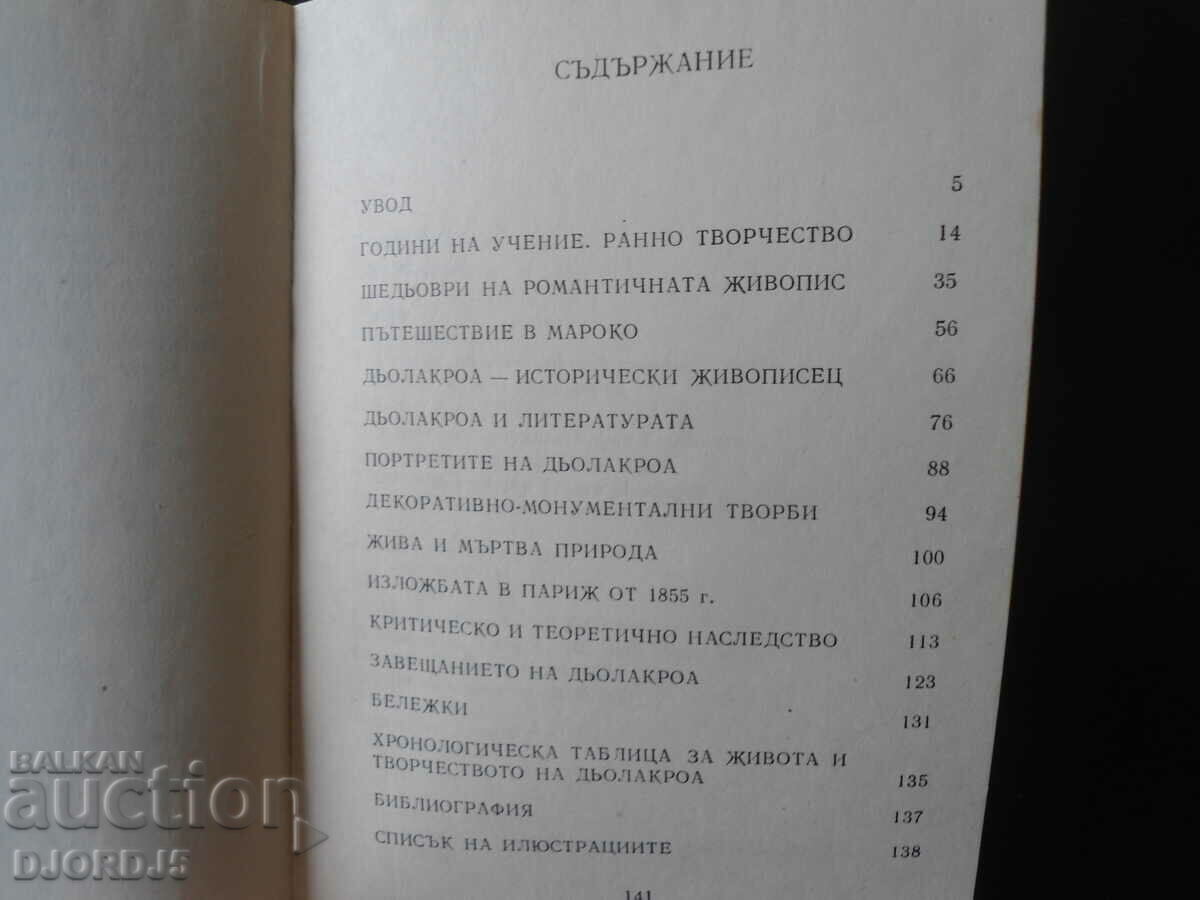 СЪДЪРЖАНИЕ
УВОД 5
ГОДИНИ НА УЧЕНИЕ. РАННО ТВОРЧЕСТВО 14
ШЕДЬОВРИ НА РОМАНТИЧНАТА ЖИВОПИС 35
ПЪТЕШЕСТВИЕ В МАРОКО 56
ДЬОЛАКРОА — ИСТОРИЧЕСКИ ЖИВОПИСЕЦ 66
ДЬОЛАКРОА И ЛИТЕРАТУРАТА 76
ПОРТРЕТИТЕ НА ДЬОЛАКРОА 88
ДЕКОРАТИВНО-МОНУМЕНТАЛНИ ТВОРБИ 94
ЖИВА И МЪРТВА ПРИРОДА 100
ИЗЛОЖБАТА В ПАРИЖ ОТ 1855 г. 106
КРИТИЧЕСКО И ТЕОРЕТИЧНО НАСЛЕДСТВО 113
ЗАВЕЩАНИЕТО НА ДЬОЛАКРОА 123
БЕЛЕЖКИ 131
ХРОНОЛОГИЧЕСКА ТАБЛИЦА ЗА ЖИВОТА И
ТВОРЧЕСТВОТО НА ДЬОЛАКРОА 135
БИБЛИОГРАФИЯ 137
СПИСЪК НА ИЛЮСТРАЦИИТЕ 138
141
BALKAN
auction
DJORDJ5